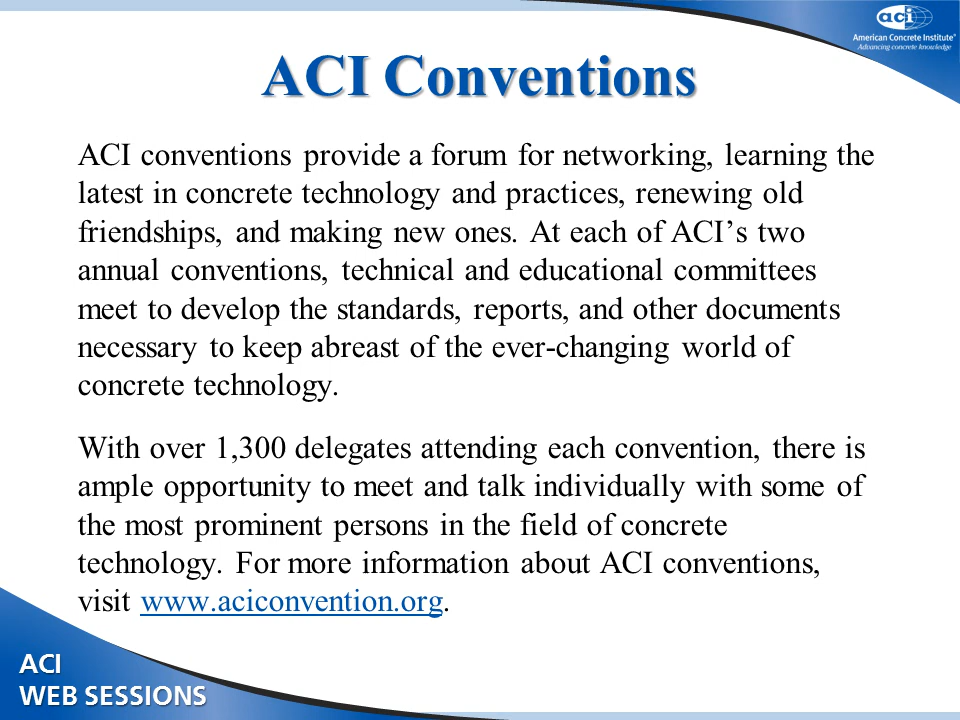 aci
American Concrete Institute®
Advancing concrete knowledge
ACI Conventions
ACI conventions provide a forum for networking, learning the
latest in concrete technology and practices, renewing old
friendships, and making new ones. At each of ACI’s two
annual conventions, technical and educational committees
meet to develop the standards, reports, and other documents
necessary to keep abreast of the ever-changing world of
concrete technology.
With over 1,300 delegates attending each convention, there is
ample opportunity to meet and talk individually with some of
the most prominent persons in the field of concrete
technology. For more information about ACI conventions,
visit www.aciconvention.org.
ACI
WEB SESSIONS